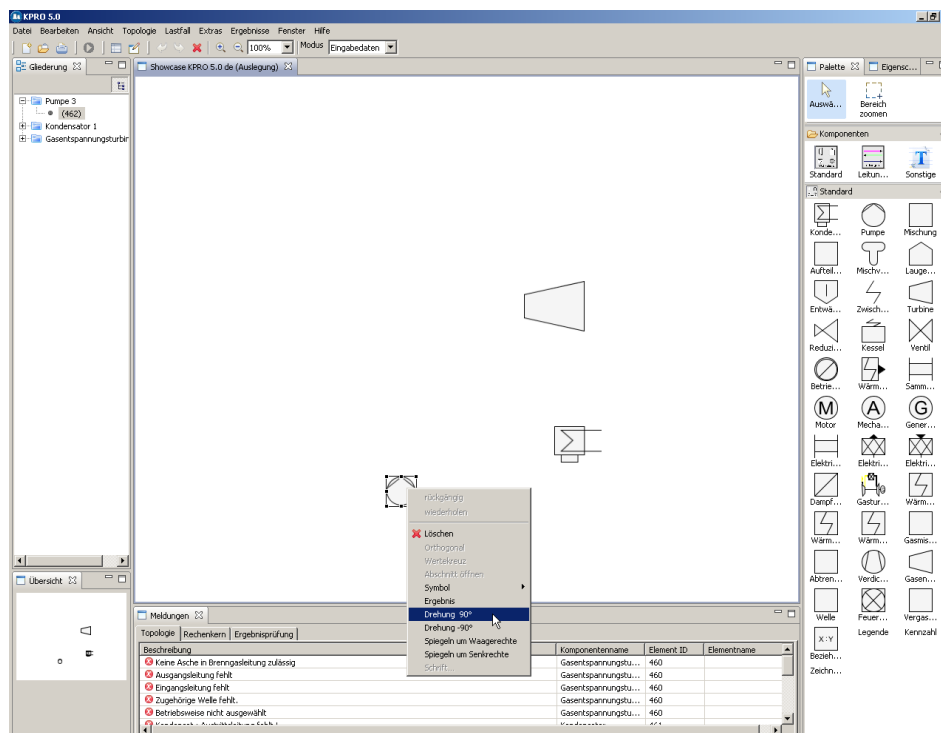 KPRO 5.0
Datei Bearbeiten Ansicht Topologie Lastfall Extras Ergebnisse Fenster Hilfe
100% Modus Eingabedaten
Gliederung
Pumpe 3
(462)
Kondensator 1
Gasentspannungsturbin
Showcase KPRO 5.0 de (Auslegung)
rückgängig
wiederholen
Löschen
Orthogonal
Wertekreuz
Abschnitt öffnen
Symbol
Ergebnis
Drehung 90°
Drehung -90°
Spiegeln um Waagerechte
Spiegeln um Senkrechte
Schrift...
Palette Eigensc...
Auswä... Bereich
zoomen
Komponenten
Standard Leitun... Sonstige
Standard
Konde... Pumpe Mischung
Aufteil... Mischv... Lauge...
Entwä... Zwisch... Turbine
Reduzi... Kessel Ventil
Betrie... Wärm... Samm...
M A G
Motor Mecha... Gener...
Elektri... Elektri... Elektri...
Dampf... Gastur... Wärm...
Wärm... Wärm... Gasmis...
Abtren... Verdic... Gasen...
Welle Feuer... Vergas...
X:Y Legende Kennzahl
Bezieh...
Zeichn...
Übersicht
Meldungen
Topologie Rechenkern Ergebnisprüfung
Beschreibung Komponentenname Element ID Elementname
Keine Asche in Brenngasleitung zulässig Gasentspannungstu... 460
Ausgangsleitung fehlt Gasentspannungstu... 460
Eingangsleitung fehlt Gasentspannungstu... 460
Zugehörige Welle fehlt. Gasentspannungstu... 460
Betriebsweise nicht ausgewählt Gasentspannungstu... 460